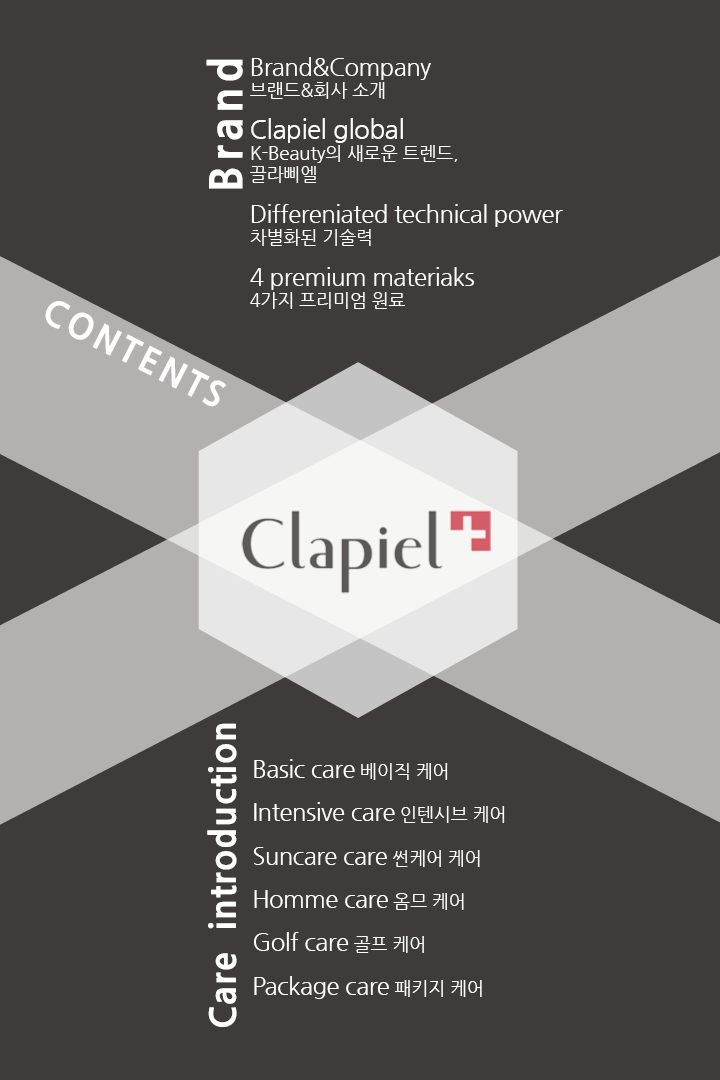 Brand
Brand&Company
브랜드&회사 소개
Clapiel global
K-Beauty의 새로운 트렌드,
끌라삐엘
Differeniated technical power
차별화된 기술력
4 premium materiaks
4가지 프리미엄 원료
CONTENTS
Clapiel
Care introduction
Basic care 베이직 케어
Intensive care 인텐시브 케어
Suncare care 썬케어 케어
Homme care 옴므 케어
Golf care 골프 케어
Package care 패키지 케어